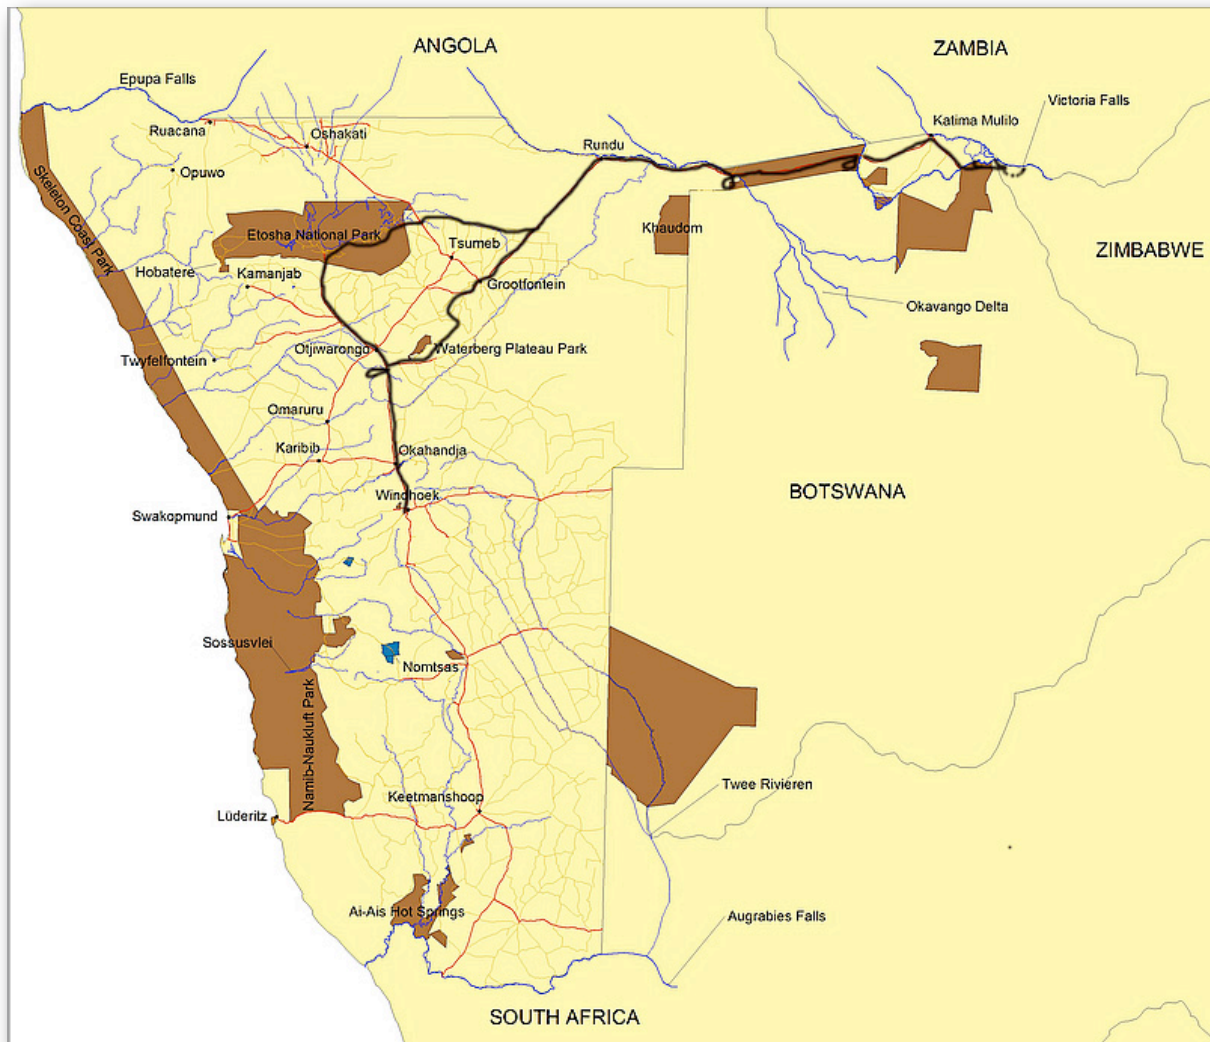 ANGOLA
ZAMBIA
Epupa Falls
Victoria Falls
Katima Mulilo
Ruacana
Oshakati
Rundu
Opuwo
Skeleton Coast Park
Khaudom
Etosha National Park
Tsumeb
ZIMBABWE
Hobatere
Kamanjab
Grootfontein
Okavango Delta
Otjiwarongo
Waterberg Plateau Park
Twyfelfontein
Omaruru
Karibib
Okahandja
BOTSWANA
Windhoek
Swakopmund
Sossusvlei
Nomtsas
Namib-Naukluft Park
Twee Rivieren
Keetmanshoop
Lüderitz
Ai-Ais Hot Springs
Augrabies Falls
SOUTH AFRICA